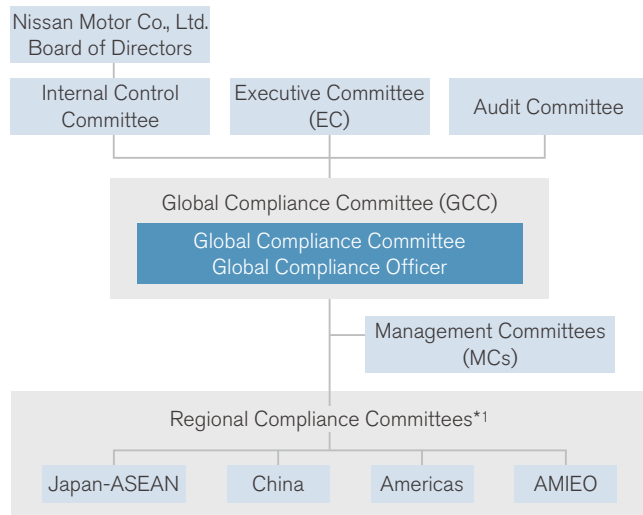 Nissan Motor Co., Ltd.
Board of Directors
Internal Control
Committee
Executive Committee
(EC)
Audit Committee
Global Compliance Committee (GCC)
Global Compliance Committee
Global Compliance Officer
Management Committees
(MCs)
Regional Compliance Committees*1
Japan-ASEAN
China
Americas
AMIEO